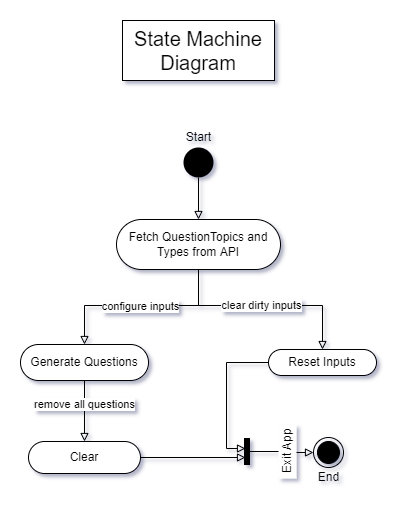 State Machine
Diagram
Start
Fetch QuestionTopics and
Types from API
configure inputs
clear dirty inputs
Generate Questions
Reset Inputs
remove all questions
Clear
Exit App
End